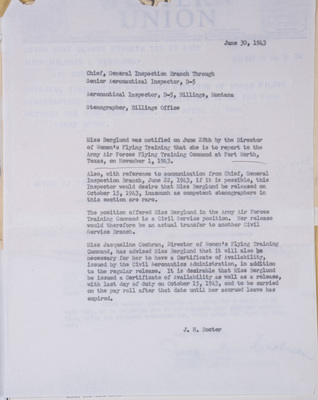 UNION
June 30, 1943
Chief, General Inspection Branch Through
Senior Aeronautical Inspector, D-5
Aeronautical Inspector, D-5, Billings, Montana
Stenographer, Billings Office
Miss Berglund was notified on June 28th by the Director
of Women's Flying Training that she is to report to the
Army Air Forces Flying Training Command at Fort Worth,
Texas, on November 1, 1943.
Also, with reference to communication from Chief, General
Inspection Branch, June 22, 1943, if it is possible, this
Inspector would desire that Miss Berglund be released on
October 15, 1943, inasmuch as competent stenographers in
this section are rare.
The position offered Miss Berglund in the Army Air Forces
Training Command is a Civil Service position. Her release
would therefore be an actual transfer to another Civil
Service Branch.
Miss Jacqueline Cochran, Director of Women's Flying Training
Command, has advised Miss Berglund that it will also be
necessary for her to have a Certificate of Availability,
issued by the Civil Aeronautics Administration, in addition
to the regular release. It is desirable that Miss Berglund
be issued a Certificate of Availability as well as a release,
with last day of duty on October 15, 1943, and to be carried
on the pay roll after that date until her accrued leave has
expired.